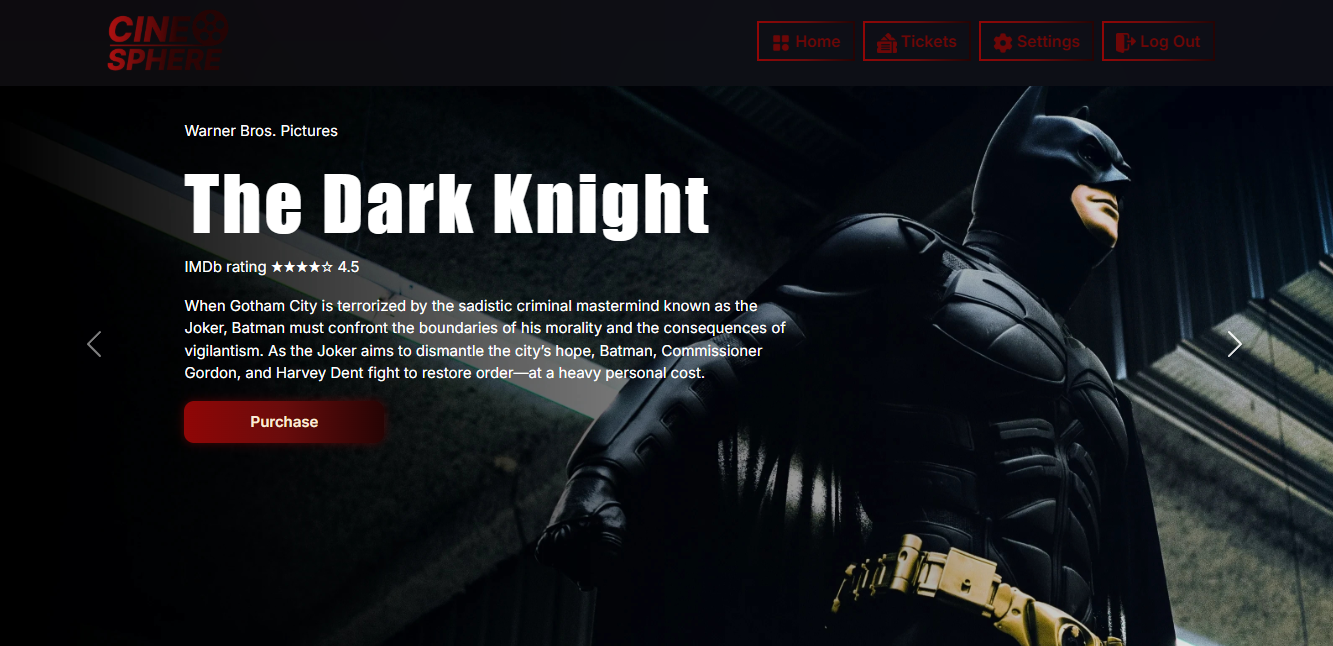 CINE
SPHERE
Home
Tickets
Settings
Log Out
Warner Bros. Pictures
The Dark Knight
IMDb rating ★★★★☆ 4.5
When Gotham City is terrorized by the sadistic criminal mastermind known as the
Joker, Batman must confront the boundaries of his morality and the consequences of
vigilantism. As the Joker aims to dismantle the city’s hope, Batman, Commissioner
Gordon, and Harvey Dent fight to restore order—at a heavy personal cost.
Purchase